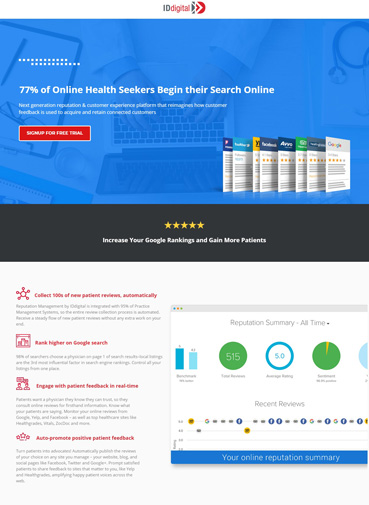 IDdigital
77% of Online Health Seekers Begin their Search Online
Next generation reputation & customer experience platform that reimagines how customer
feedback is used to acquire and retain connected customers
SIGNUP FOR FREE TRIAL
facebook
Avvo
Google
Increase Your Google Rankings and Gain More Patients
Collect 100s of new patient reviews, automatically
Reputation Management by IDdigital is integrated with 95% of Practice
Management Systems, so the entire review collection process is automated.
Receive a steady flow of new patient reviews without any extra work on your
end.
Rank higher on Google search
98% of searchers choose a physician on page 1 of search results-local listings
are the 3rd most influential factor in search engine rankings. Control all your
listings from one place.
Engage with patient feedback in real-time
Patients want a physician they know they can trust, so they
consult online reviews for firsthand information. Know what
your patients are saying. Monitor your online reviews from
Google, Yelp, and Facebook – as well as top healthcare sites like
Healthgrades, Vitals, ZocDoc and more.
Auto-promote positive patient feedback
Turn patients into advocates! Automatically publish the reviews
of your choice on any site you manage – your website, blog, and
social pages like Facebook, Twitter and Google+. Prompt satisfied
patients to share feedback to sites that matter to you, like Yelp
and Healthgrades, amplifying happy patient voices across the
web.
Reputation Summary - All Time
515
5.0
Benchmark
Total Reviews
Average Rating
Sentiment
Recent Reviews
Your online reputation summary